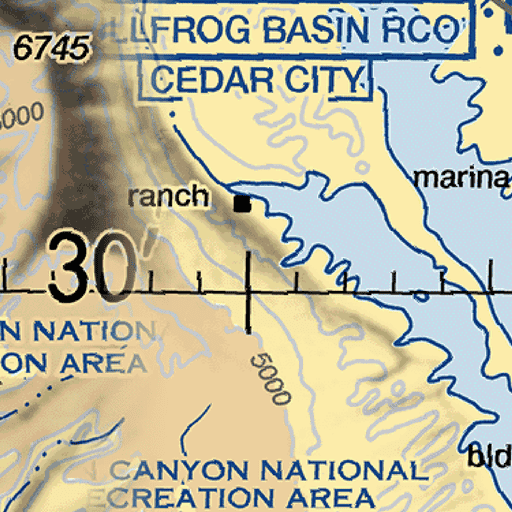 LLFROG BASIN RCO
6745
CEDAR CITY
5000
marina
ranch
30′
N NATION
ON AREA
5000
bld
CANYON NATIONAL
ECREATION AREA